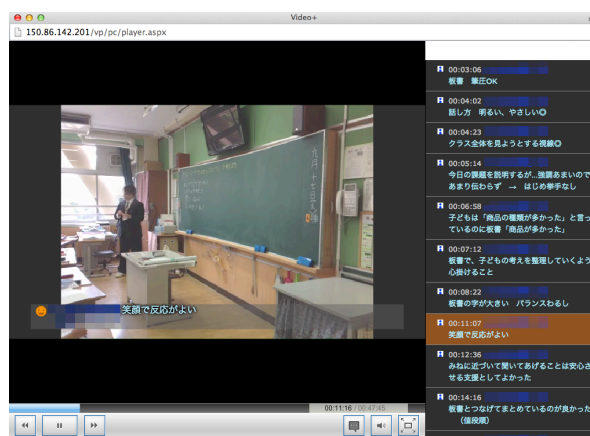 Video+
150.86.142.201/vp/pc/player.aspx
00:03:06
板書 筆圧OK
00:04:02
話し方 明るい、やさしい◎
00:04:23
クラス全体を見ようとする視線◎
00:05:14
今日の課題を説明するが…強調あまいので
あまり伝わらず → はじめ挙手なし
00:06:58
子どもは「商品の種類が多かった」と言っ
ているのに板書「商品が多かった」
00:07:12
板書で、子どもの考えを整理していくよう
心掛けること
00:08:22
板書の字が大きい バランスわるし
00:11:07
笑顔で反応がよい
00:12:36
みねに近づいて聞いてあげることは安心さ
せる支援としてよかった
00:14:16
板書とつなげてまとめているのが良かった
(値段順)
笑顔で反応がよい
00:11:16 / 00:47:45